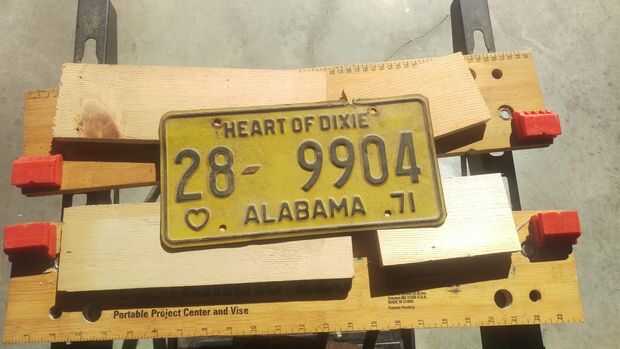 HEART OF DIXIE
28-9904
ALABAMA 71
Portable Project Center and Vise